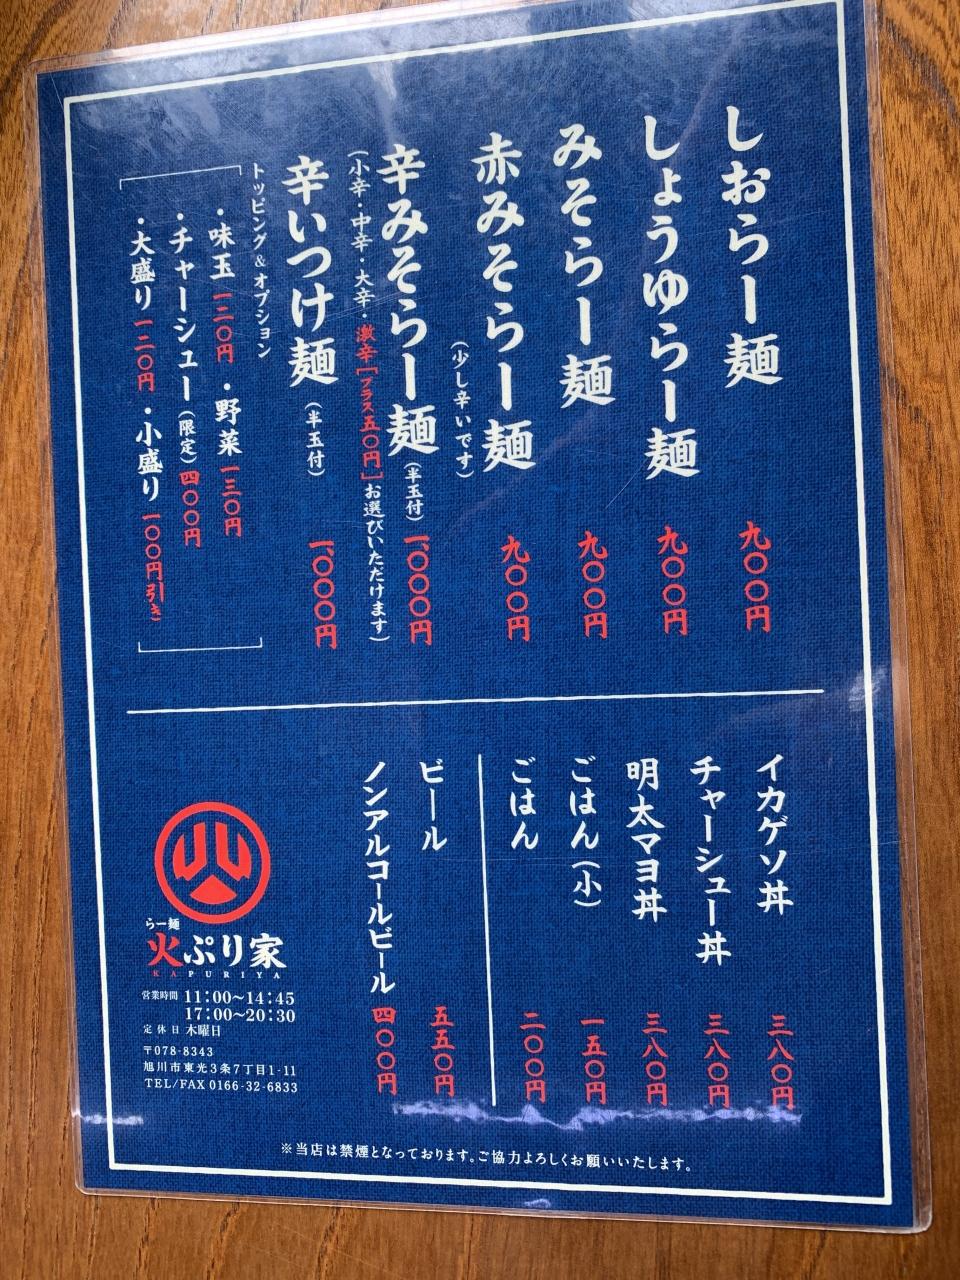 しおらー麺 九〇〇円
しょうゆらー麺 九〇〇円
みそらー麺 九〇〇円
赤みそらー麺 九〇〇円
（少し辛いです）
辛みそらー麺（半玉付） 一、〇〇〇円
（小辛・中辛・大辛・激辛［プラス五〇円］お選びいただけます）
辛いつけ麺（半玉付） 一、〇〇〇円
トッピング＆オプション
・味玉 一二〇円 ・野菜 一三〇円
・チャーシュー（限定） 四〇〇円
・大盛り 一二〇円 ・小盛り 一〇〇円引き
イカゲソ丼 三八〇円
チャーシュー丼 三八〇円
明太マヨ丼 三八〇円
ごはん（小） 一五〇円
ごはん 二〇〇円
ビール 五五〇円
ノンアルコールビール 四〇〇円
らー麺
火ぷり家
KAPURIYA
営業時間 11:00〜14:45
17:00〜20:30
定休日 木曜日
〒078-8343
旭川市東光3条7丁目1-11
TEL/FAX 0166-32-6833
※当店は禁煙となっております。ご協力よろしくお願いいたします。